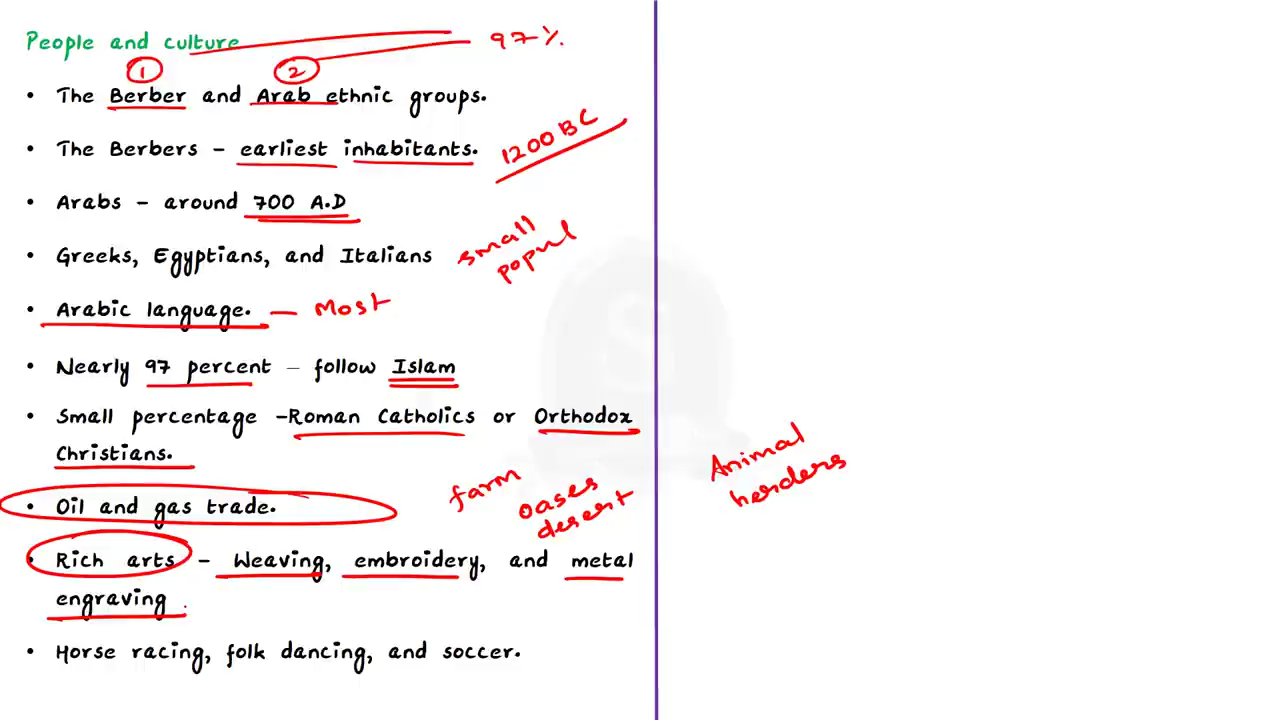 People and culture
97%
1 2
• The Berber and Arab ethnic groups.
• The Berbers - earliest inhabitants.
1200 BC
• Arabs - around 700 A.D
• Greeks, Egyptians, and Italians
small
popul
• Arabic language. - Most
• Nearly 97 percent - follow Islam
• Small percentage -Roman Catholics or Orthodox
Christians.
• Oil and gas trade.
farm
oases
desert
• Rich arts - Weaving, embroidery, and metal
engraving
• Horse racing, folk dancing, and soccer.
Animal
herders